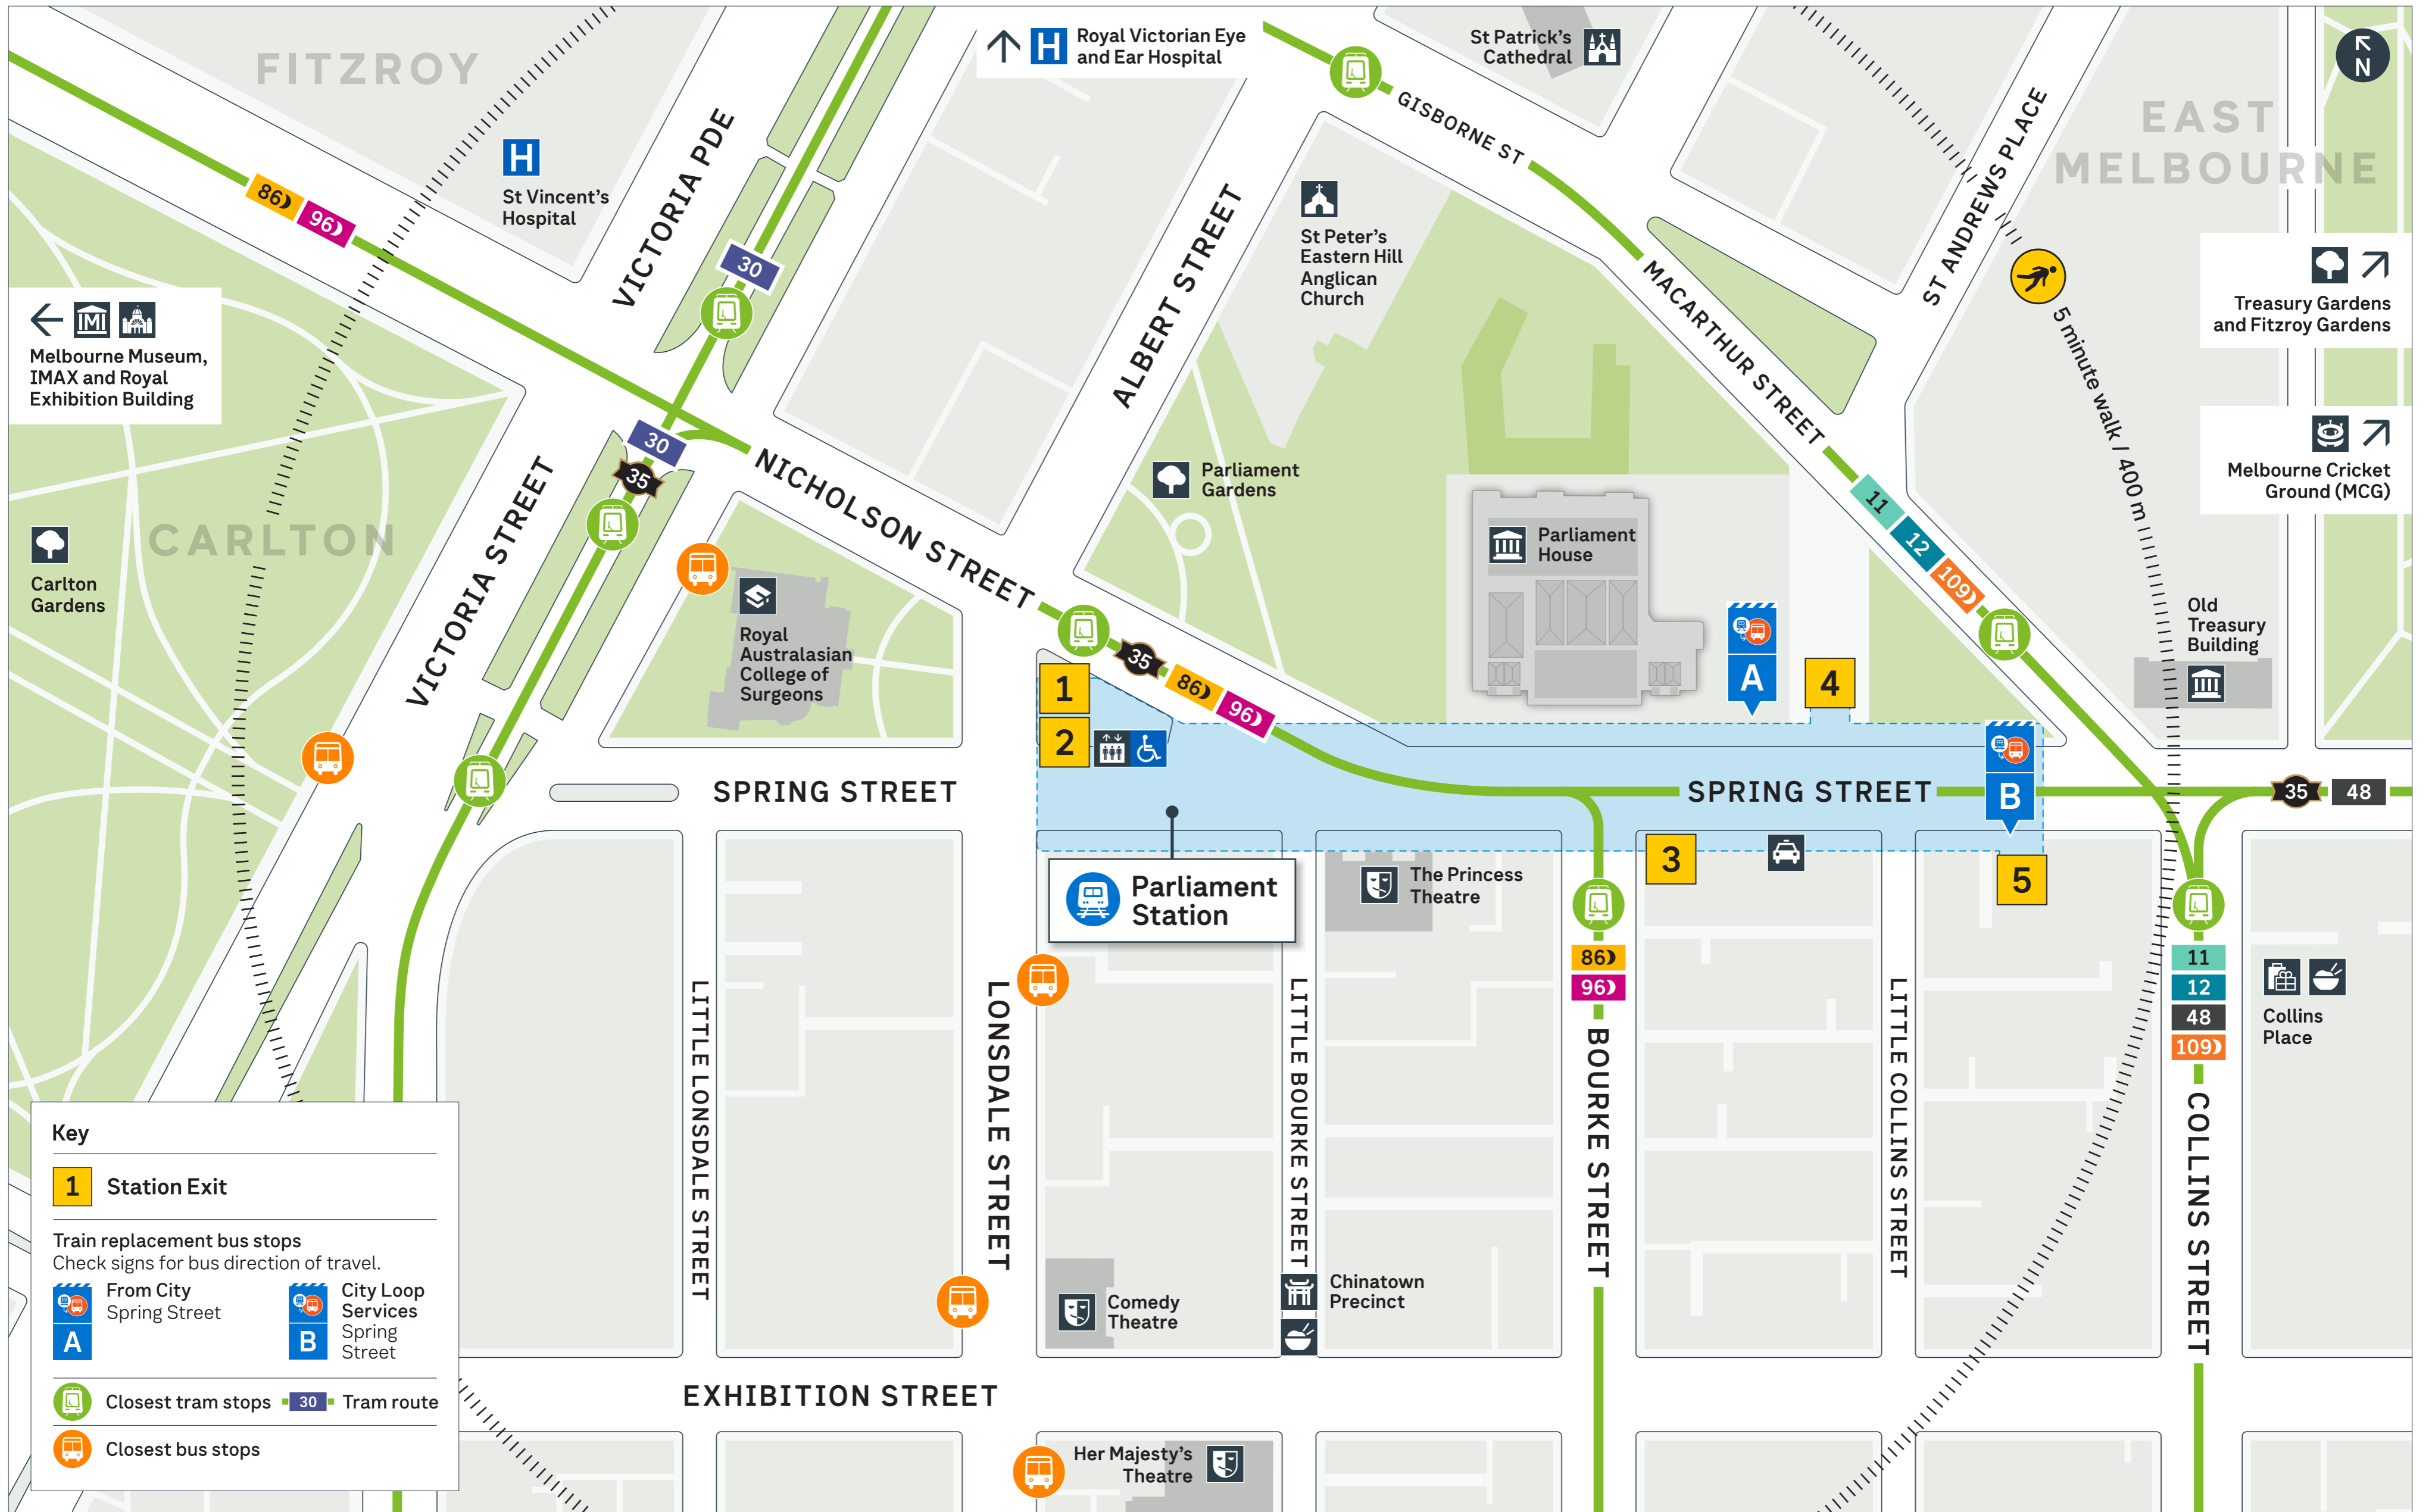 FITZROY
Royal Victorian Eye
and Ear Hospital
St Patrick's
Cathedral
N
EAST
MELBOURNE
GISBORNE ST
VICTORIA PDE
H
St Vincent's
Hospital
H
86
96
30
ALBERT STREET
St Peter's
Eastern Hill
Anglican
Church
MACARTHUR STREET
ST ANDREWS PLACE
5 minute walk / 400 m
Treasury Gardens
and Fitzroy Gardens
Melbourne Museum,
IMAX and Royal
Exhibition Building
Melbourne Cricket
Ground (MCG)
30
35
NICHOLSON STREET
Parliament
Gardens
VICTORIA STREET
CARLTON
Carlton
Gardens
Parliament
House
11
12
109
Royal
Australasian
College of
Surgeons
Old
Treasury
Building
1
2
35
86
96
A
4
B
SPRING STREET
SPRING STREET
35
48
Parliament
Station
The Princess
Theatre
3
5
86
96
11
12
48
109
Collins
Place
LITTLE LONSDALE STREET
LONSDALE STREET
LITTLE BOURKE STREET
BOURKE STREET
LITTLE COLLINS STREET
COLLINS STREET
Comedy
Theatre
Chinatown
Precinct
EXHIBITION STREET
Her Majesty's
Theatre
Key
1
Station Exit
Train replacement bus stops
Check signs for bus direction of travel.
A
From City
Spring Street
B
City Loop
Services
Spring
Street
Closest tram stops
30
Tram route
Closest bus stops